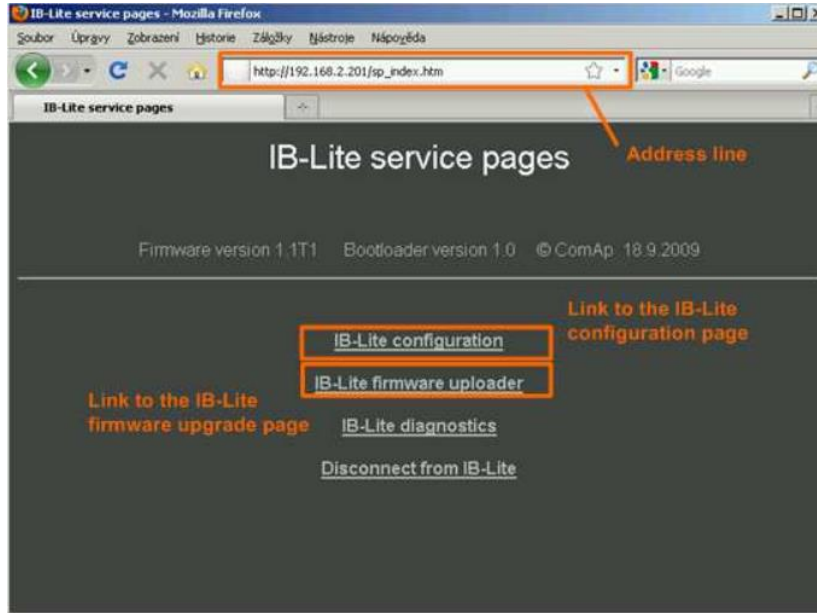 IB-Lite service pages - Mozilla Firefox
Soubor Úpravy Zobrazení Historie Záložky Nástroje Nápověda
http://192.168.2.201/sp_index.htm
Google
IB-Lite service pages
IB-Lite service pages
Address line
Firmware version 1.1T1 Bootloader version 1.0 © ComAp 18.9.2009
Link to the IB-Lite
configuration page
IB-Lite configuration
IB-Lite firmware uploader
Link to the IB-Lite
firmware upgrade page
IB-Lite diagnostics
Disconnect from IB-Lite